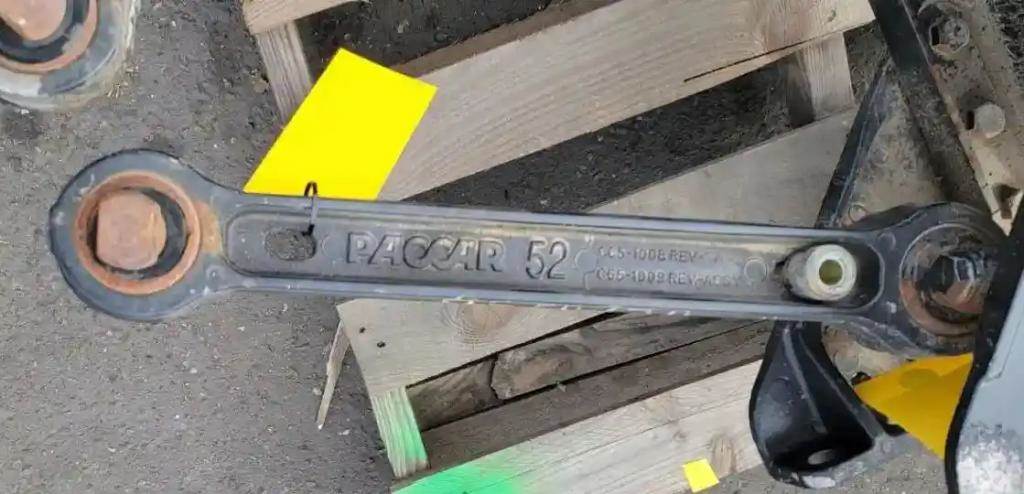 PACCAR 52
C65-1008 REV-
C65-1009 REV-